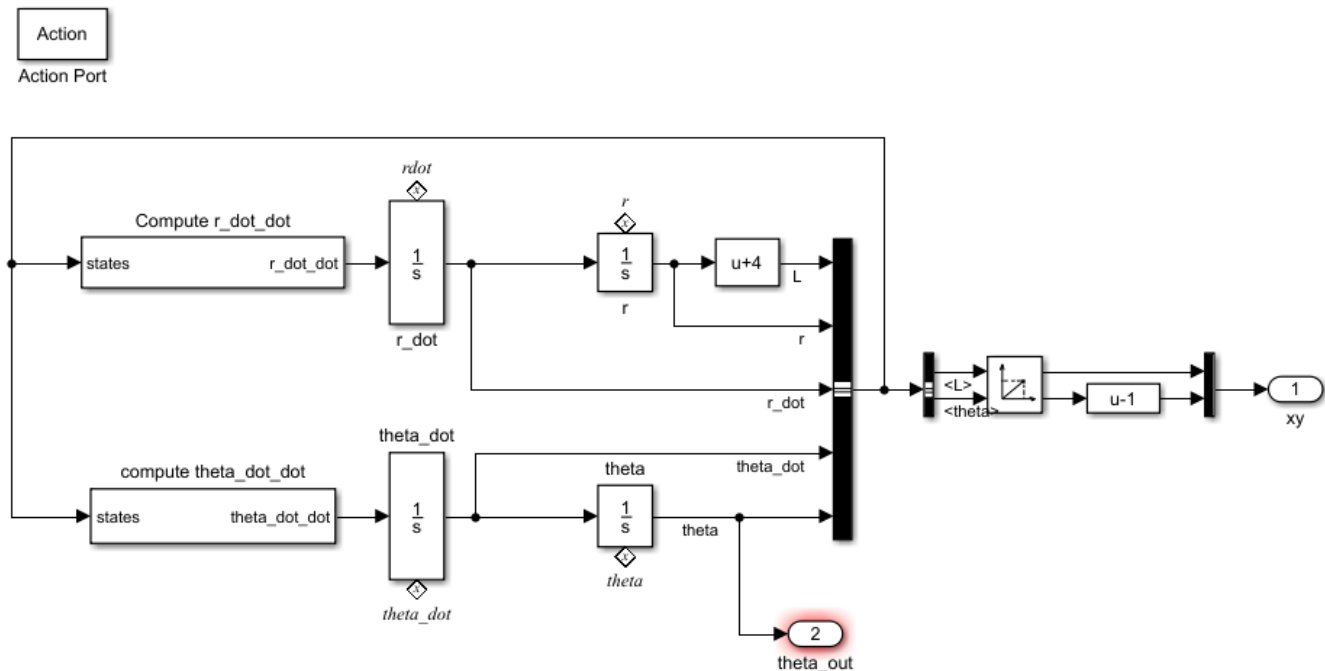 Action
Action Port
rdot
Compute r_dot_dot
states
r_dot_dot
1
s
r_dot
r
x
1
s
r
u+4
L
r
r_dot
x
<L>
<theta>
u-1
1
xy
theta_dot
compute theta_dot_dot
states
theta_dot_dot
1
s
x
theta_dot
theta
1
s
x
theta
theta_dot
theta
2
theta_out